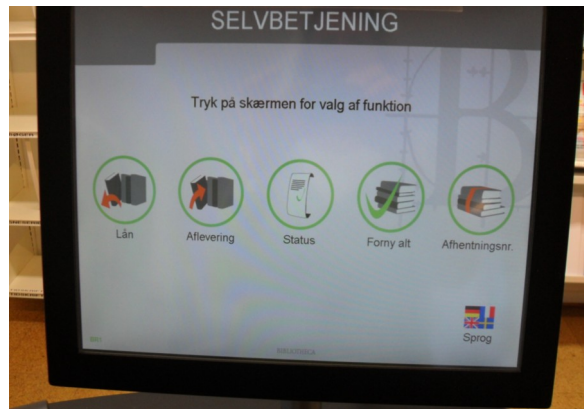 SELVBETJENING
Tryk på skærmen for valg af funktion
Lån
Aflevering
Status
Forny alt
Afhentningsnr.
Sprog